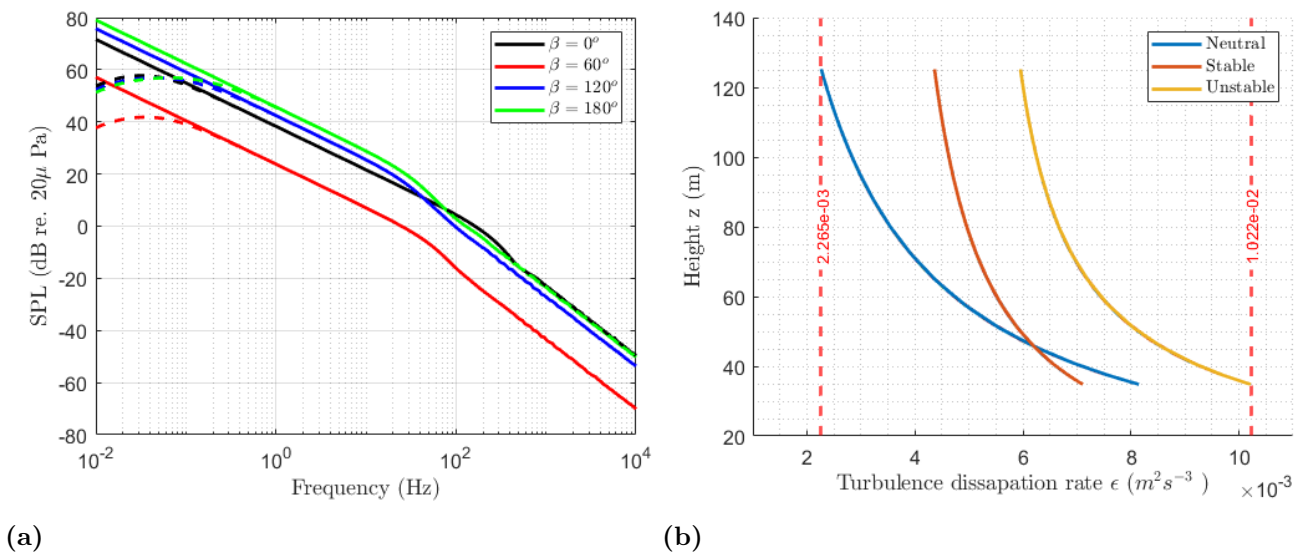 80
60
40
20
0
-20
-40
-60
-80
SPL (dB re. 20μ Pa)
10^-2
10^0
10^2
10^4
Frequency (Hz)
β = 0^o
β = 60^o
β = 120^o
β = 180^o
(a)
140
120
100
80
60
40
20
Height z (m)
2.265e-03
1.022e-02
Neutral
Stable
Unstable
2
4
6
8
10
×10^-3
Turbulence dissapation rate ϵ (m^2s^-3 )
(b)